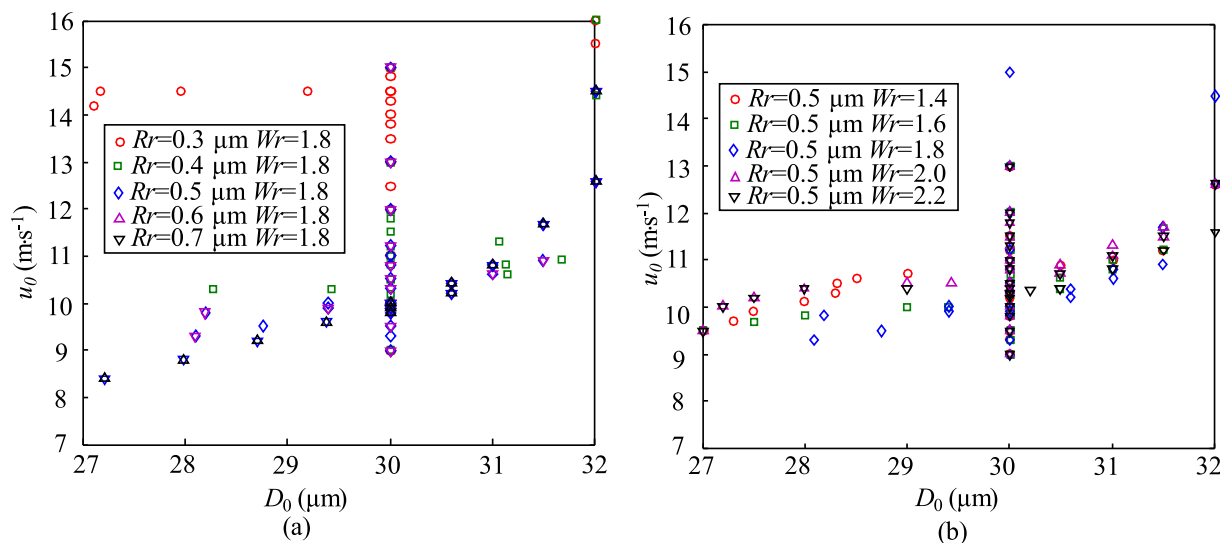 16
15
14
13
12
11
10
9
8
7
u0 (m·s-1)
Rr=0.3 μm Wr=1.8
Rr=0.4 μm Wr=1.8
Rr=0.5 μm Wr=1.8
Rr=0.6 μm Wr=1.8
Rr=0.7 μm Wr=1.8
27 28 29 30 31 32
D0 (μm)
(a)
16
15
14
13
12
11
10
9
8
7
u0 (m·s-1)
Rr=0.5 μm Wr=1.4
Rr=0.5 μm Wr=1.6
Rr=0.5 μm Wr=1.8
Rr=0.5 μm Wr=2.0
Rr=0.5 μm Wr=2.2
27 28 29 30 31 32
D0 (μm)
(b)